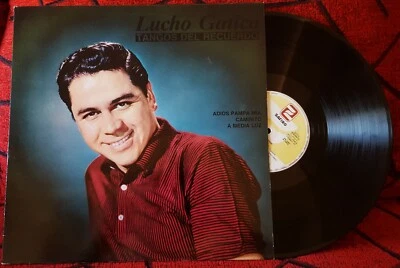 Lucho Gatica
TANGOS DEL RECUERDO
ADIOS PAMPA MIA
CAMINITO
A MEDIA LUZ